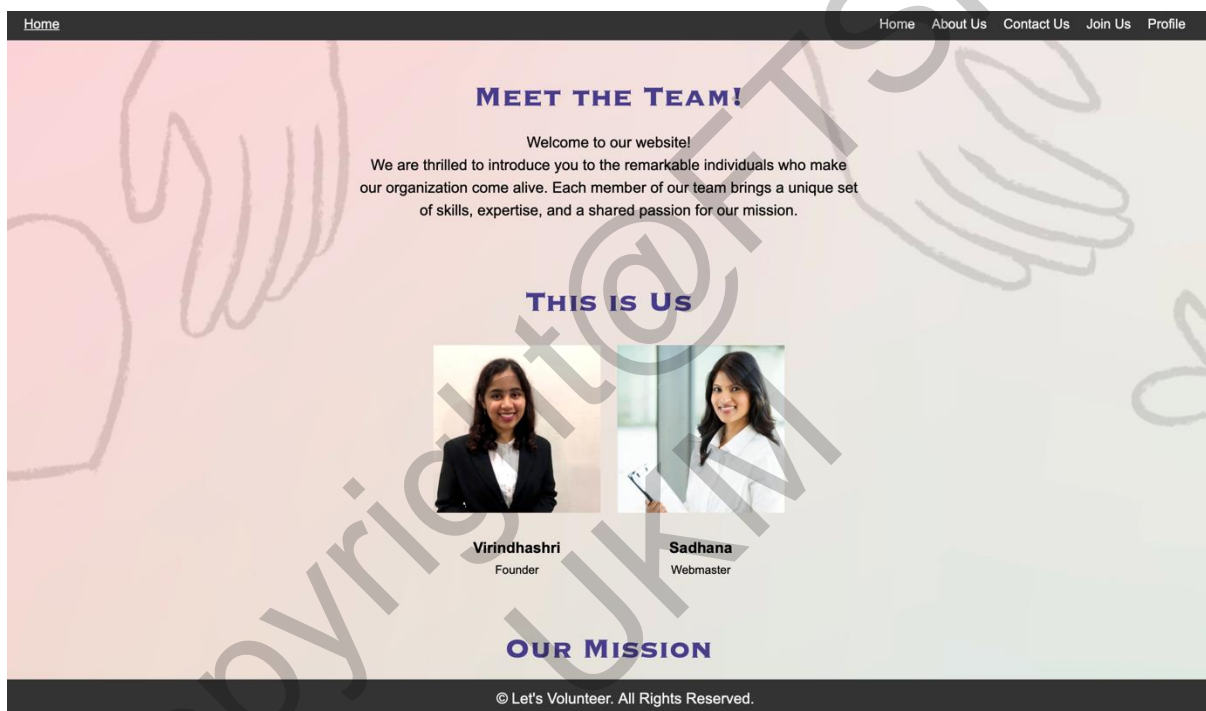 Home
Home About Us Contact Us Join Us Profile
MEET THE TEAM!
Welcome to our website!
We are thrilled to introduce you to the remarkable individuals who make
our organization come alive. Each member of our team brings a unique set
of skills, expertise, and a shared passion for our mission.
THIS IS US
Virindhashri
Founder
Sadhana
Webmaster
OUR MISSION
© Let's Volunteer. All Rights Reserved.
pyright@FTS
UKM